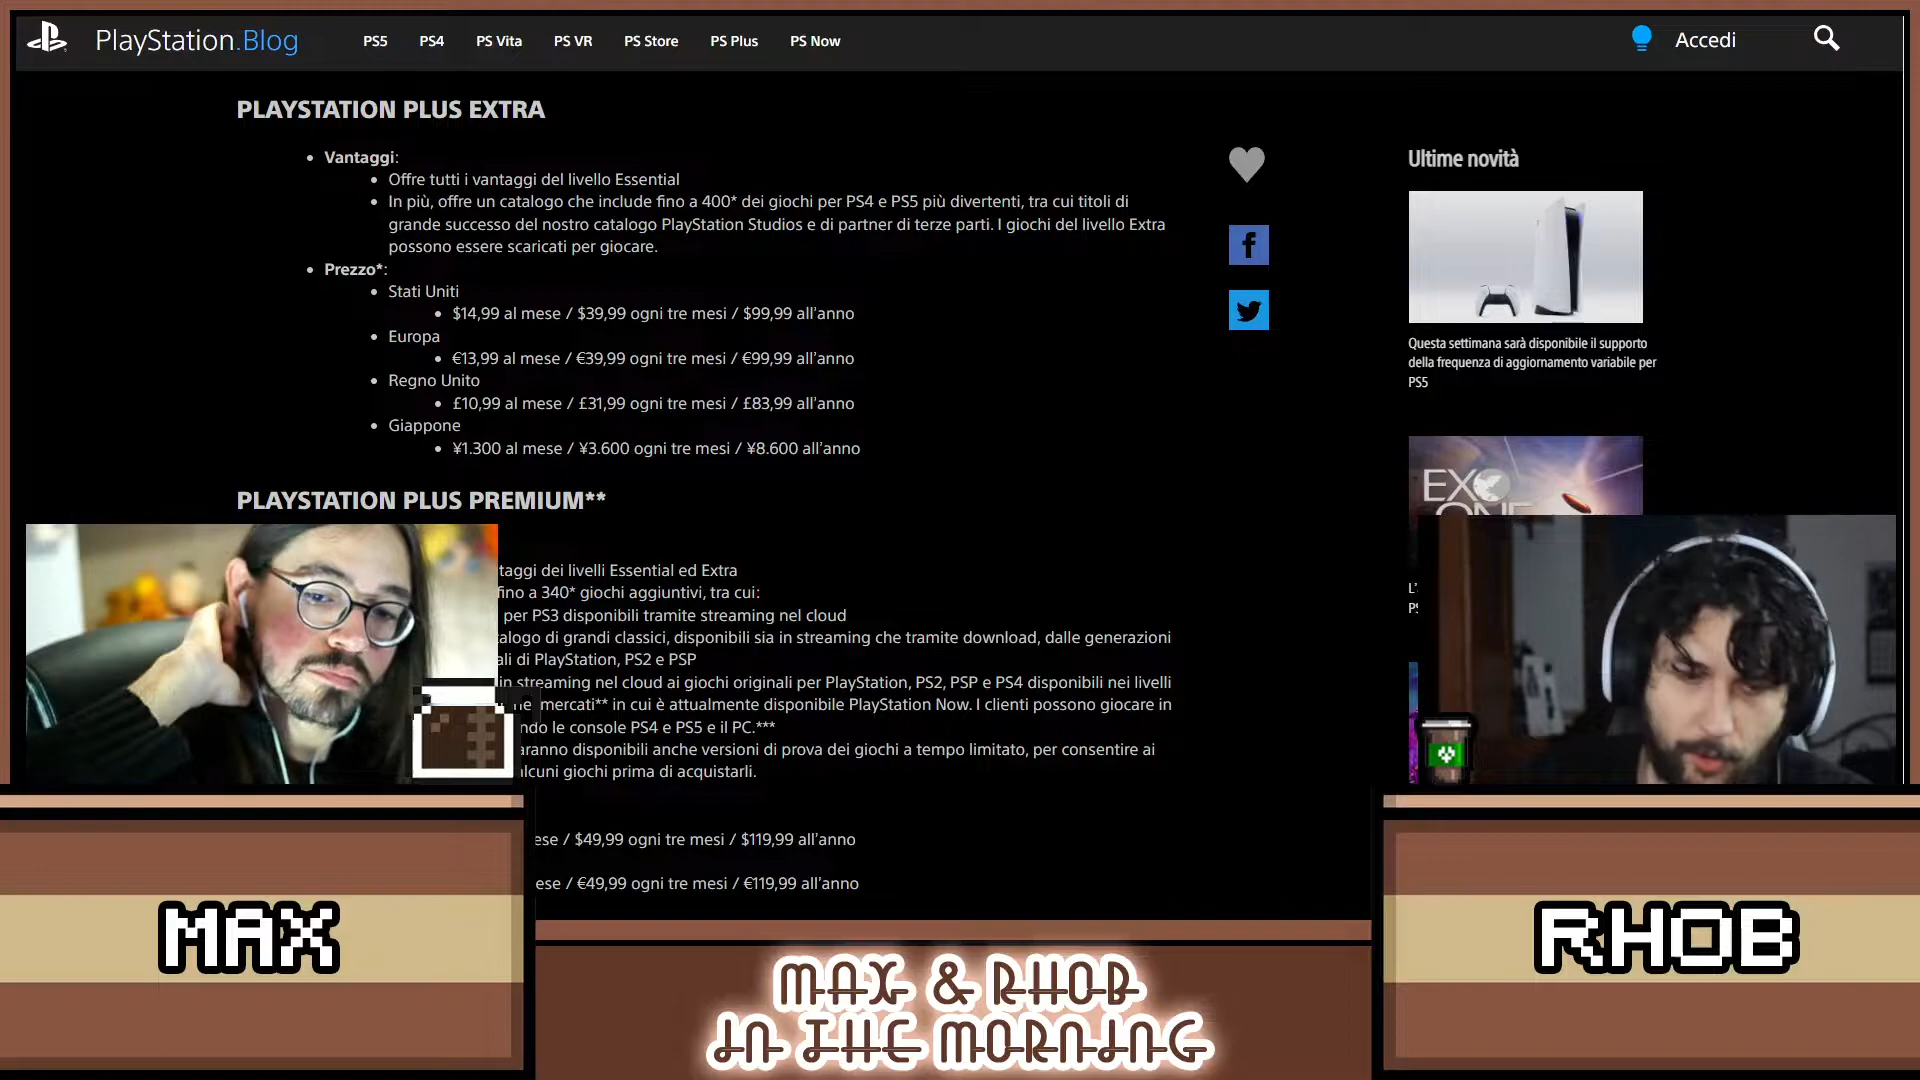 PlayStation.Blog
PS5 PS4 PS Vita PS VR PS Store PS Plus PS Now
Accedi
PLAYSTATION PLUS EXTRA
Vantaggi:
Offre tutti i vantaggi del livello Essential
In più, offre un catalogo che include fino a 400* dei giochi per PS4 e PS5 più divertenti, tra cui titoli di
grande successo del nostro catalogo PlayStation Studios e di partner di terze parti. I giochi del livello Extra
possono essere scaricati per giocare.
Prezzo*:
Stati Uniti
$14,99 al mese / $39,99 ogni tre mesi / $99,99 all'anno
Europa
€13,99 al mese / €39,99 ogni tre mesi / €99,99 all'anno
Regno Unito
£10,99 al mese / £31,99 ogni tre mesi / £83,99 all'anno
Giappone
¥1.300 al mese / ¥3.600 ogni tre mesi / ¥8.600 all'anno
PLAYSTATION PLUS PREMIUM**
taggi dei livelli Essential ed Extra
fino a 340* giochi aggiuntivi, tra cui:
per PS3 disponibili tramite streaming nel cloud
talogo di grandi classici, disponibili sia in streaming che tramite download, dalle generazioni
ali di PlayStation, PS2 e PSP
in streaming nel cloud ai giochi originali per PlayStation, PS2, PSP e PS4 disponibili nei livelli
mercati** in cui è attualmente disponibile PlayStation Now. I clienti possono giocare in
ndo le console PS4 e PS5 e il PC.***
aranno disponibili anche versioni di prova dei giochi a tempo limitato, per consentire ai
alcuni giochi prima di acquistarli.
ese / $49,99 ogni tre mesi / $119,99 all'anno
ese / €49,99 ogni tre mesi / €119,99 all'anno
Ultime novità
Questa settimana sarà disponibile il supporto
della frequenza di aggiornamento variabile per
PS5
EXO
ONE
MAX
RHOB
MAX & RHOB
IN THE MORNING